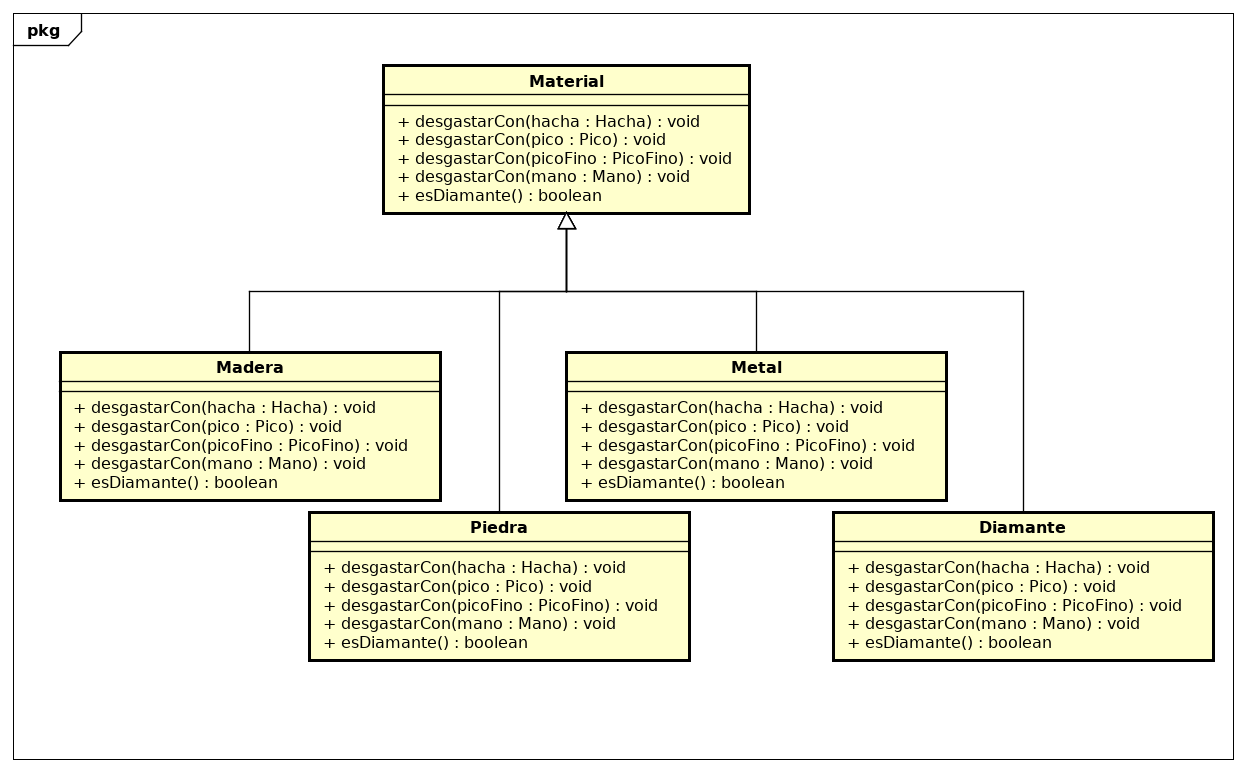 pkg
Material
+ desgastarCon(hacha : Hacha) : void
+ desgastarCon(pico : Pico) : void
+ desgastarCon(picoFino : PicoFino) : void
+ desgastarCon(mano : Mano) : void
+ esDiamante() : boolean
Madera
+ desgastarCon(hacha : Hacha) : void
+ desgastarCon(pico : Pico) : void
+ desgastarCon(picoFino : PicoFino) : void
+ desgastarCon(mano : Mano) : void
+ esDiamante() : boolean
Metal
+ desgastarCon(hacha : Hacha) : void
+ desgastarCon(pico : Pico) : void
+ desgastarCon(picoFino : PicoFino) : void
+ desgastarCon(mano : Mano) : void
+ esDiamante() : boolean
Piedra
+ desgastarCon(hacha : Hacha) : void
+ desgastarCon(pico : Pico) : void
+ desgastarCon(picoFino : PicoFino) : void
+ desgastarCon(mano : Mano) : void
+ esDiamante() : boolean
Diamante
+ desgastarCon(hacha : Hacha) : void
+ desgastarCon(pico : Pico) : void
+ desgastarCon(picoFino : PicoFino) : void
+ desgastarCon(mano : Mano) : void
+ esDiamante() : boolean